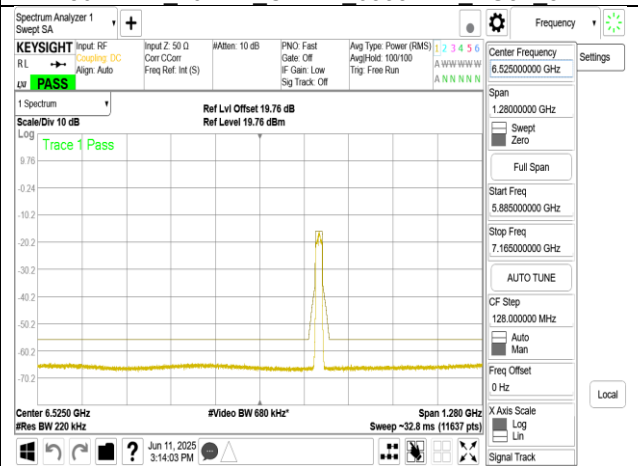 Spectrum Analyzer 1
Swept SA
Frequency
KEYSIGHT
RL
LXI
PASS
Input: RF
Coupling: DC
Align: Auto
Input Z: 50 Ω
Corr CCorr
Freq Ref: Int (S)
#Atten: 10 dB
PNO: Fast
Gate: Off
IF Gain: Low
Sig Track: Off
Avg Type: Power (RMS)
Avg|Hold: 100/100
Trig: Free Run
1 2 3 4 5 6
A W W W W W
A N N N N N
Settings
Center Frequency
6.525000000 GHz
Span
1.28000000 GHz
Swept
Zero
Full Span
Start Freq
5.885000000 GHz
Stop Freq
7.165000000 GHz
AUTO TUNE
CF Step
128.000000 MHz
Auto
Man
Freq Offset
0 Hz
X Axis Scale
Log
Lin
Signal Track
Local
1 Spectrum
Scale/Div 10 dB
Ref Lvl Offset 19.76 dB
Ref Level 19.76 dBm
Log
Trace 1 Pass
9.76
-0.24
-10.2
-20.2
-30.2
-40.2
-50.2
-60.2
-70.2
Center 6.5250 GHz
#Video BW 680 kHz*
Span 1.280 GHz
#Res BW 220 kHz
Sweep ~32.8 ms (11637 pts)
?
Jun 11, 2025
3:14:03 PM